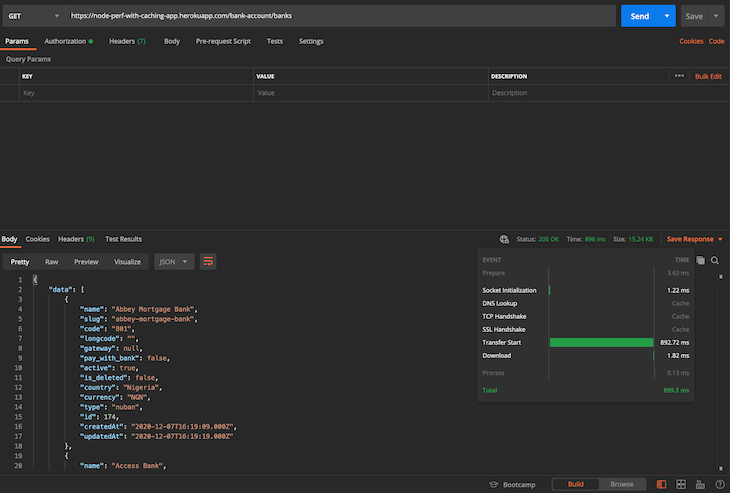 GET https://node-perf-with-caching-app.herokuapp.com/bank-account/banks Send Save
Params Authorization Headers (7) Body Pre-request Script Tests Settings Cookies Code
Query Params
KEY VALUE DESCRIPTION ••• Bulk Edit
Key Value Description
Body Cookies Headers (9) Test Results Status: 200 OK Time: 896 ms Size: 15.24 KB Save Response
Pretty Raw Preview Visualize JSON
EVENT TIME
Prepare 3.63 ms
Socket Initialization 1.22 ms
DNS Lookup Cache
TCP Handshake Cache
SSL Handshake Cache
Transfer Start 892.72 ms
Download 1.82 ms
Process 0.13 ms
Total 899.5 ms
1 {
2 "data": [
3 {
4 "name": "Abbey Mortgage Bank",
5 "slug": "abbey-mortgage-bank",
6 "code": "801",
7 "longcode": "",
8 "gateway": null,
9 "pay_with_bank": false,
10 "active": true,
11 "is_deleted": false,
12 "country": "Nigeria",
13 "currency": "NGN",
14 "type": "nuban",
15 "id": 174,
16 "createdAt": "2020-12-07T16:19:09.000Z",
17 "updatedAt": "2020-12-07T16:19:19.000Z"
18 },
19 {
20 "name": "Access Bank",
Bootcamp Build Browse